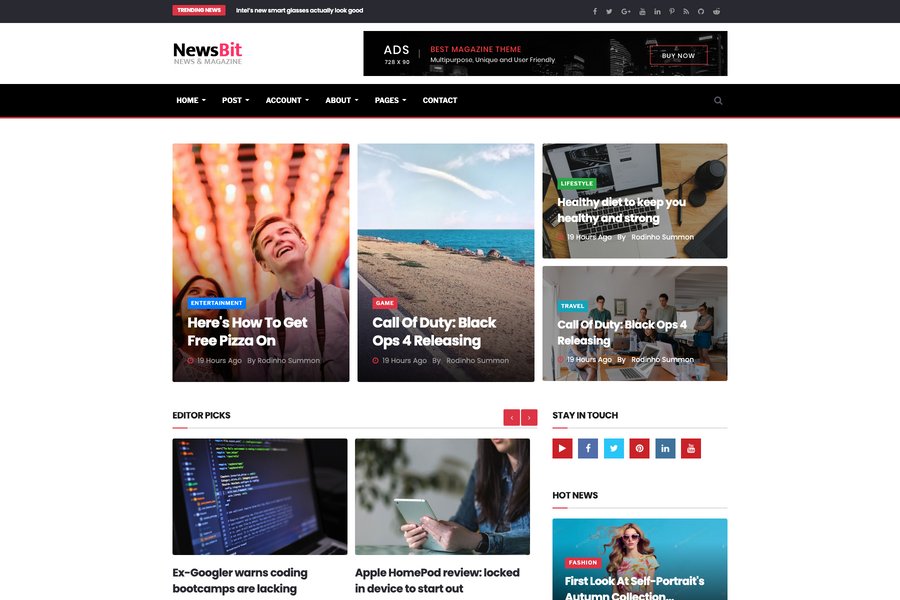 TRENDING NEWS
Intel's new smart glasses actually look good
NewsBit
NEWS & MAGAZINE
ADS
728 X 90
BEST MAGAZINE THEME
Multipurpose, Unique and User Friendly
BUY NOW
HOME POST ACCOUNT ABOUT PAGES CONTACT
ENTERTAINMENT
Here's How To Get
Free Pizza On
19 Hours Ago By Rodinho Summon
GAME
Call Of Duty: Black
Ops 4 Releasing
19 Hours Ago By Rodinho Summon
LIFESTYLE
Healthy diet to keep you
healthy and strong
19 Hours Ago By Rodinho Summon
TRAVEL
Call Of Duty: Black Ops 4
Releasing
19 Hours Ago By Rodinho Summon
EDITOR PICKS
Ex-Googler warns coding
bootcamps are lacking
Apple HomePod review: locked
in device to start out
STAY IN TOUCH
HOT NEWS
FASHION
First Look At Self-Portrait's
Autumn Collection...